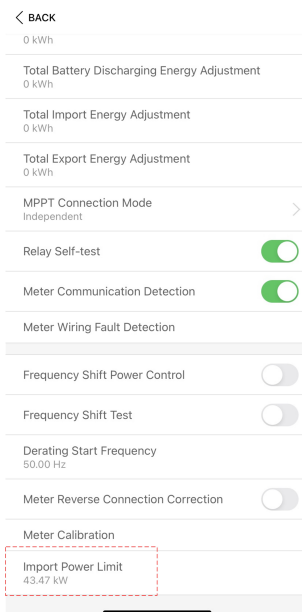 BACK
0 kWh
Total Battery Discharging Energy Adjustment
0 kWh
Total Import Energy Adjustment
0 kWh
Total Export Energy Adjustment
0 kWh
MPPT Connection Mode
Independent
Relay Self-test
Meter Communication Detection
Meter Wiring Fault Detection
Frequency Shift Power Control
Frequency Shift Test
Derating Start Frequency
50.00 Hz
Meter Reverse Connection Correction
Meter Calibration
Import Power Limit
43.47 kW